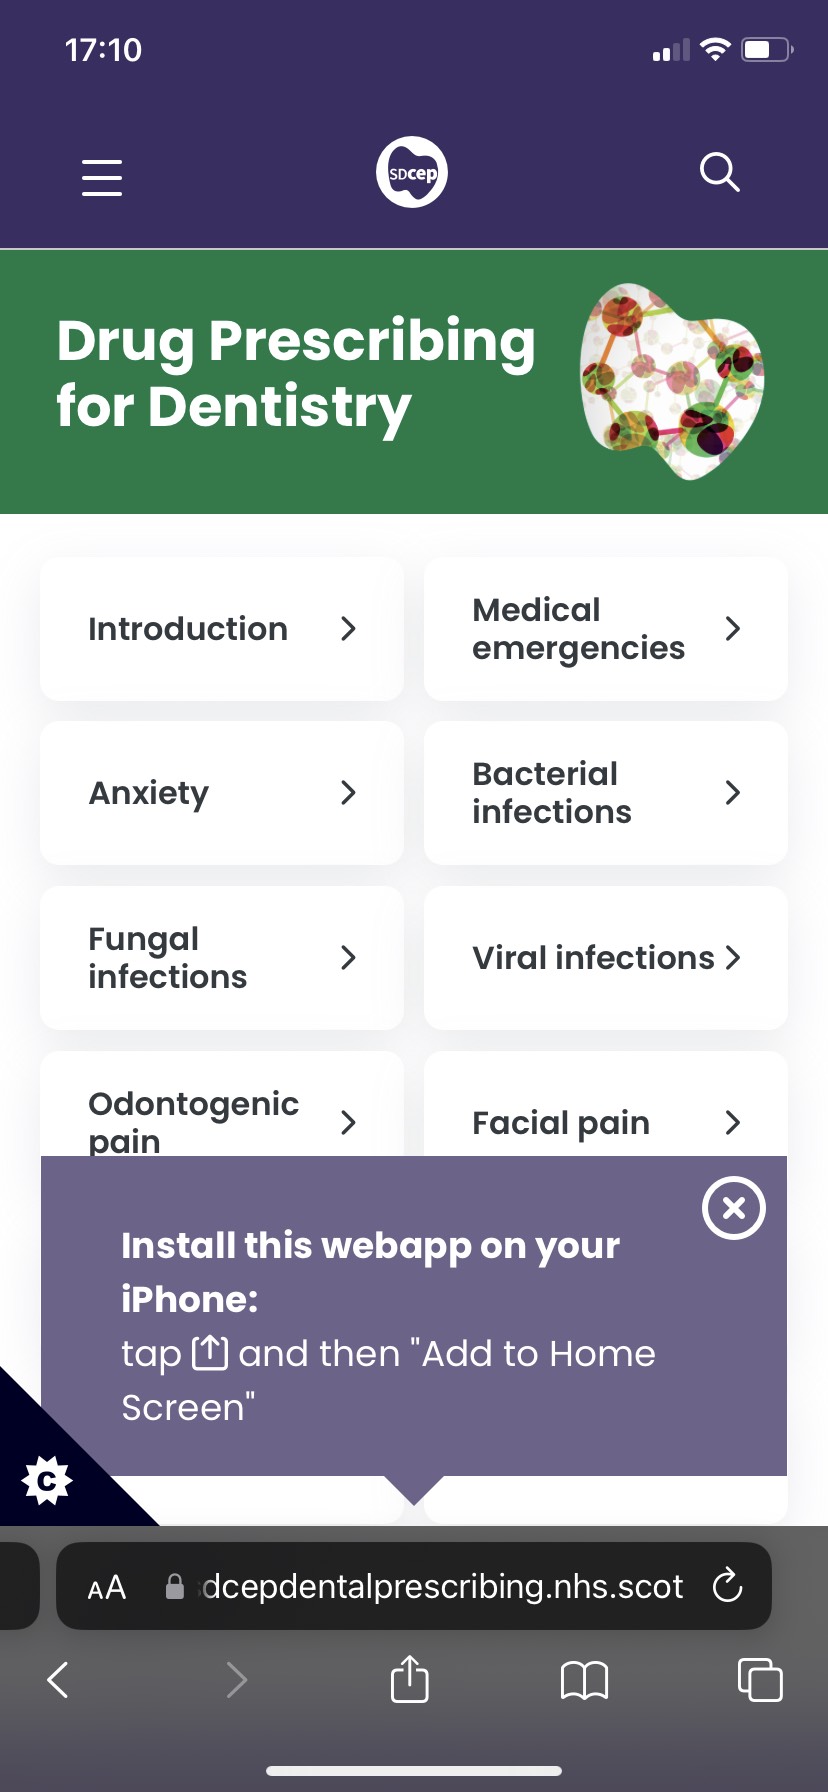 17:10
SDcep
Drug Prescribing
for Dentistry
Introduction
Medical
emergencies
Anxiety
Bacterial
infections
Fungal
infections
Viral infections
Odontogenic
pain
Facial pain
Install this webapp on your
iPhone:
tap and then "Add to Home
Screen"
C
AA dcepdentalprescribing.nhs.scot